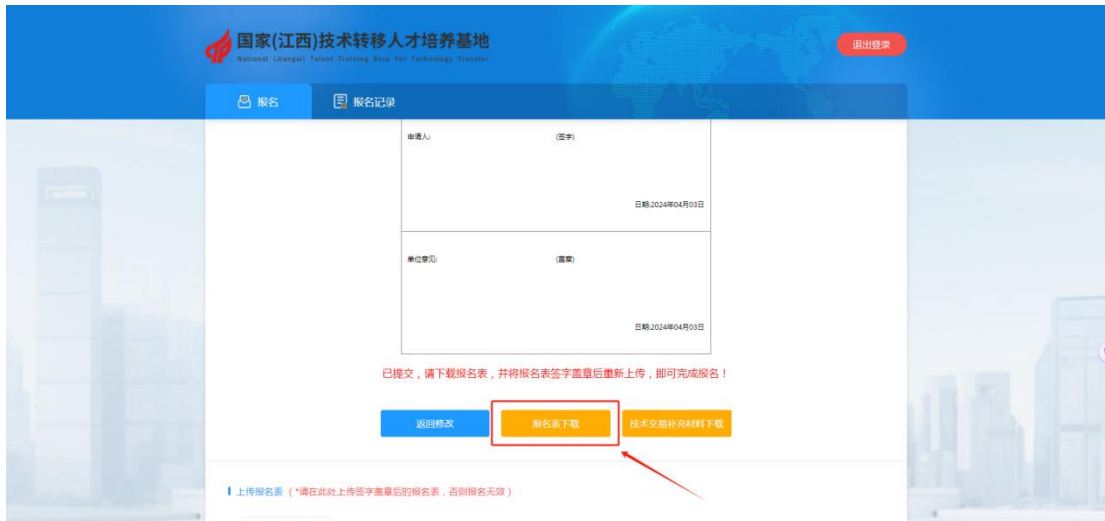 国家(江西)技术转移人才培养基地
National (Jiangxi) Talent Training Base For Technology Transfer
退出登录
报名
报名记录
申请人: (签字)
日期:2024年04月03日
单位意见: (盖章)
日期:2024年04月03日
已提交，请下载报名表，并将报名表签字盖章后重新上传，即可完成报名！
返回修改
报名表下载
技术交易补充材料下载
上传报名表（*请在此处上传签字盖章后的报名表，否则报名无效）